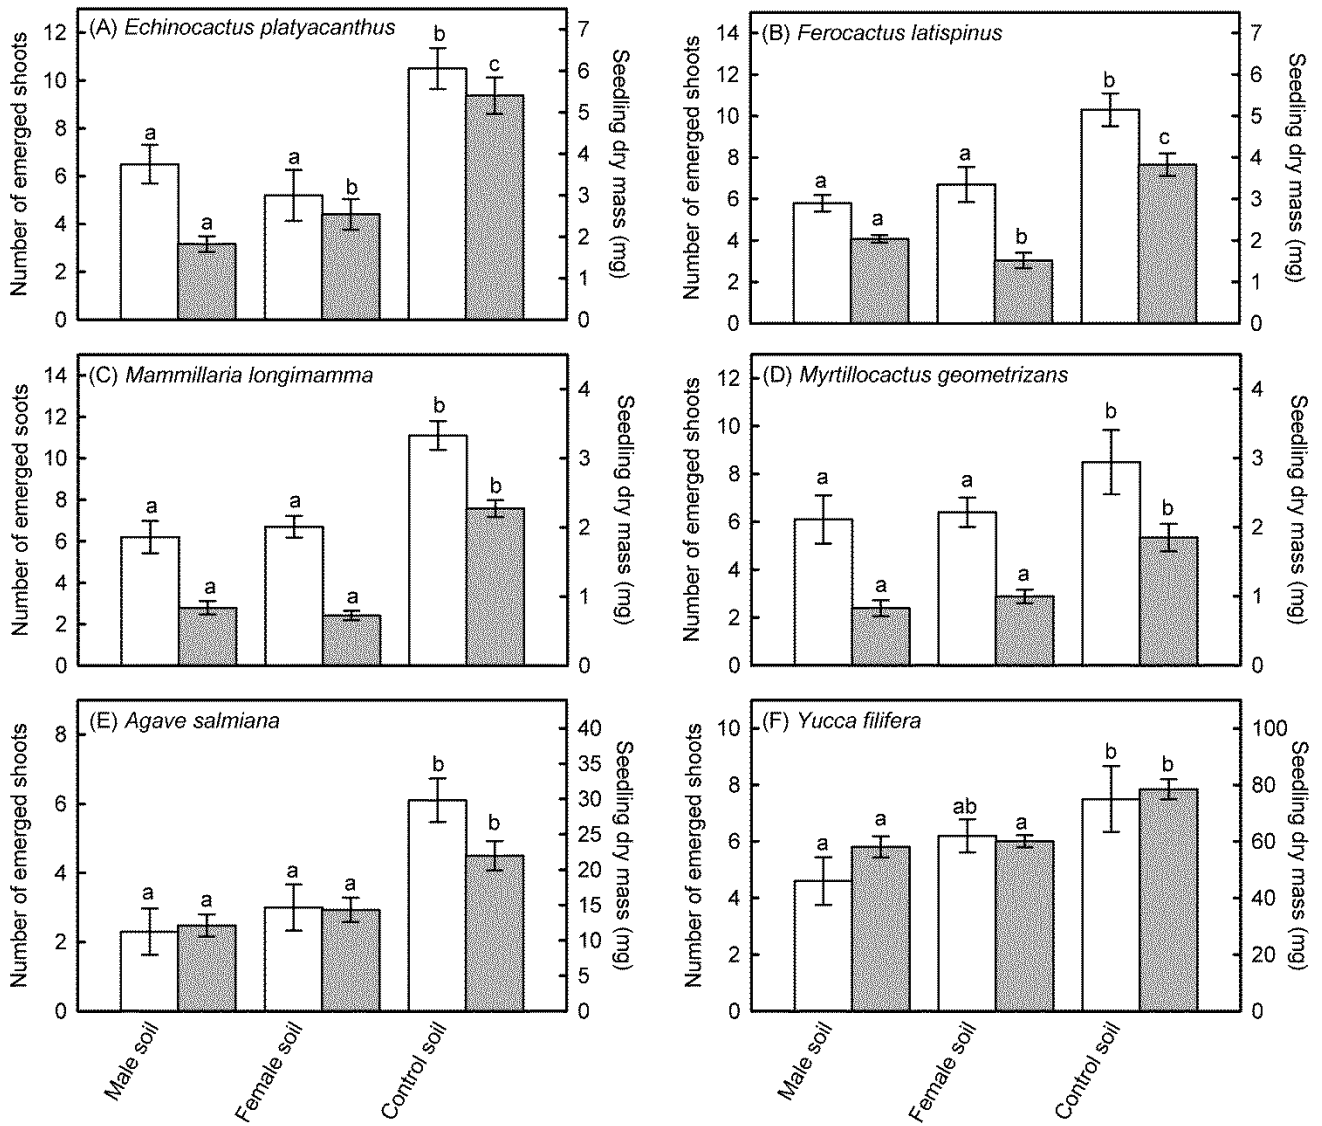 (A) Echinocactus platyacanthus
Number of emerged shoots
12
10
8
6
4
2
0
a
a
a
b
b
c
7
6
5
4
3
2
1
0
Seedling dry mass (mg)
(B) Ferocactus latispinus
Number of emerged shoots
14
12
10
8
6
4
2
0
a
a
a
b
b
c
7
6
5
4
3
2
1
0
Seedling dry mass (mg)
(C) Mammillaria longimamma
Number of emerged soots
14
12
10
8
6
4
2
0
a
a
a
a
b
b
4
3
2
1
0
Seedling dry mass (mg)
(D) Myrtillocactus geometrizans
Number of emerged shoots
12
10
8
6
4
2
0
a
a
a
a
b
b
4
3
2
1
0
Seedling dry mass (mg)
(E) Agave salmiana
Number of emerged shoots
8
6
4
2
0
a
a
a
a
b
b
40
35
30
25
20
15
10
5
0
Seedling dry mass (mg)
Male soil
Female soil
Control soil
(F) Yucca filifera
Number of emerged shoots
10
8
6
4
2
0
a
a
ab
a
b
b
100
80
60
40
20
0
Seedling dry mass (mg)
Male soil
Female soil
Control soil